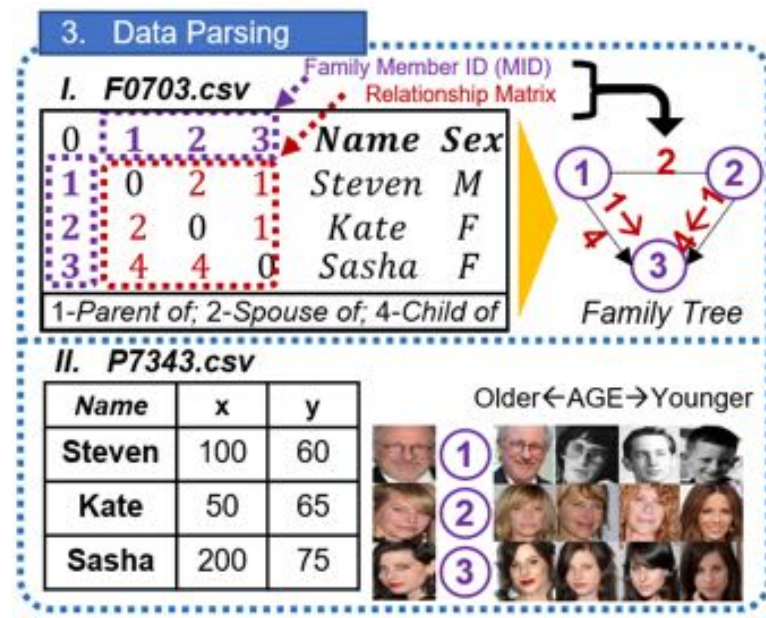 3. Data Parsing
I. F0703.csv
Family Member ID (MID)
Relationship Matrix
0 1 2 3 Name Sex
1 0 2 1 Steven M
2 2 0 1 Kate F
3 4 4 0 Sasha F
1-Parent of; 2-Spouse of; 4-Child of
1 2 2
1 1
4 4
3
Family Tree
II. P7343.csv
Name x y
Steven 100 60
Kate 50 65
Sasha 200 75
Older←AGE→Younger
1
2
3